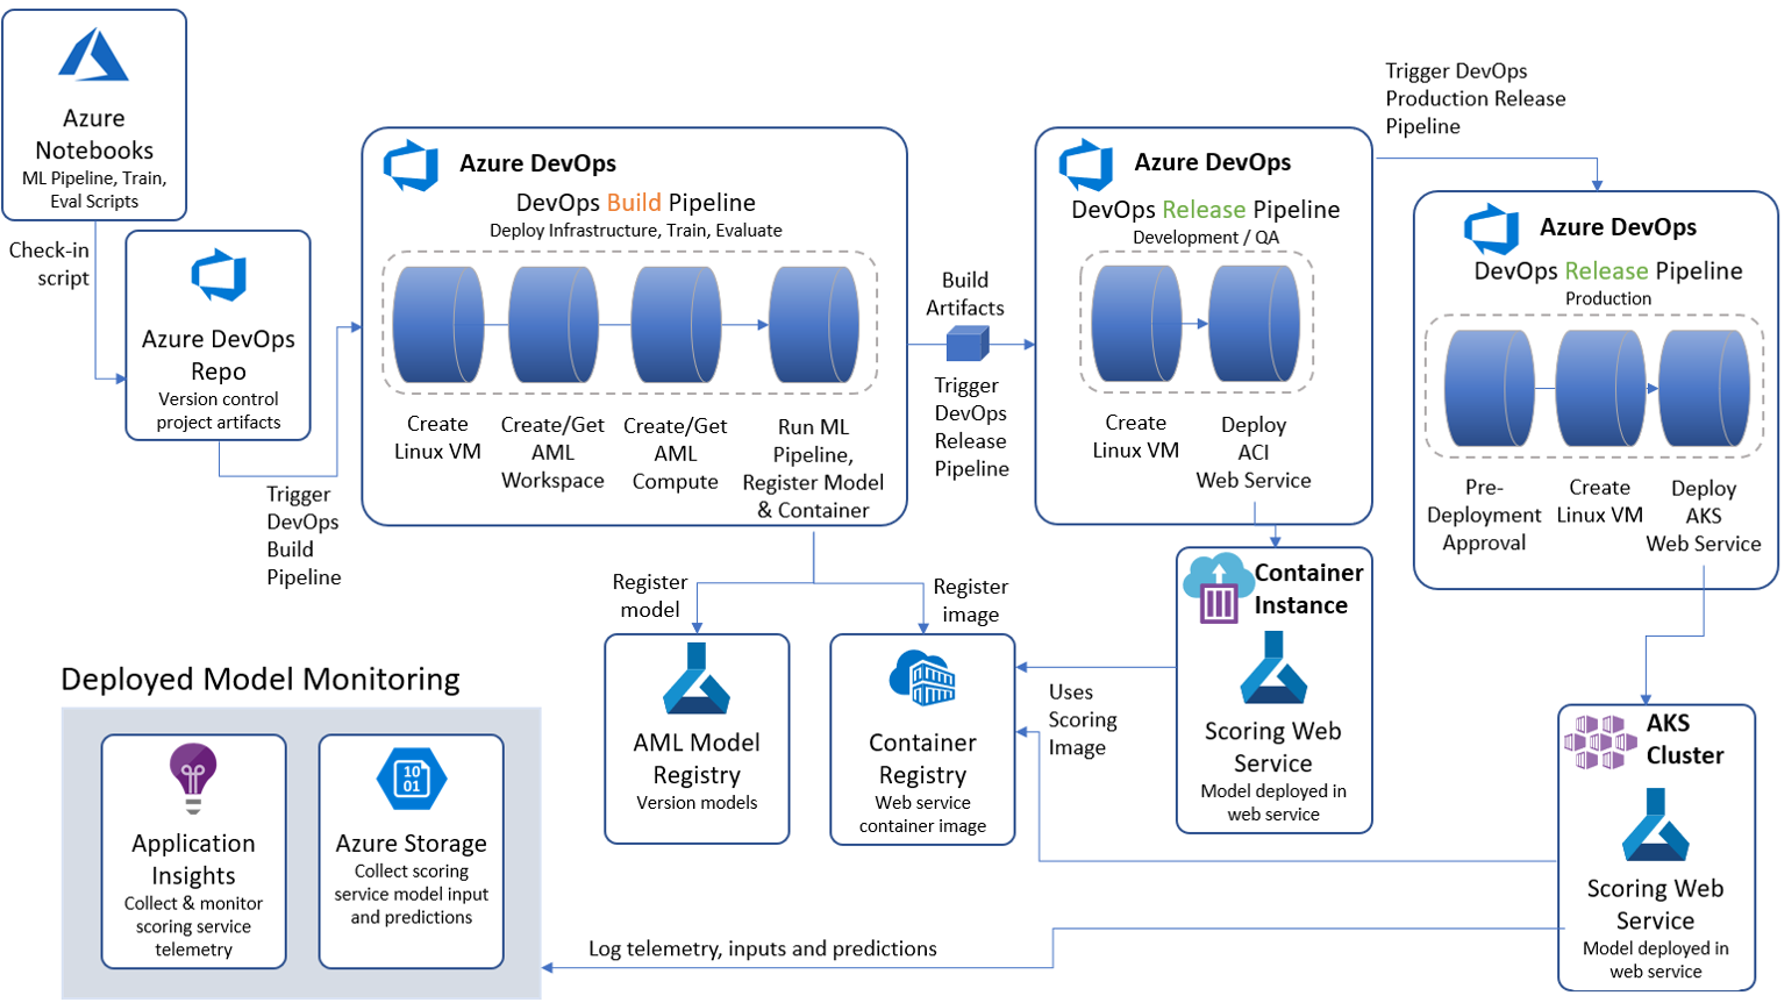 Azure
Notebooks
ML Pipeline, Train,
Eval Scripts
Check-in
script
Azure DevOps
Repo
Version control
project artifacts
Trigger
DevOps
Build
Pipeline
Azure DevOps
DevOps Build Pipeline
Deploy Infrastructure, Train, Evaluate
Create
Linux VM
Create/Get
AML
Workspace
Create/Get
AML
Compute
Run ML
Pipeline,
Register Model
& Container
Build
Artifacts
Trigger
DevOps
Release
Pipeline
Azure DevOps
DevOps Release Pipeline
Development / QA
Create
Linux VM
Deploy
ACI
Web Service
Trigger DevOps
Production Release
Pipeline
Azure DevOps
DevOps Release Pipeline
Production
Pre-
Deployment
Approval
Create
Linux VM
Deploy
AKS
Web Service
Register
model
Register
image
AML Model
Registry
Version models
Container
Registry
Web service
container image
Uses
Scoring
Image
Container
Instance
Scoring Web
Service
Model deployed in
web service
AKS
Cluster
Scoring Web
Service
Model deployed in
web service
Deployed Model Monitoring
Application
Insights
Collect & monitor
scoring service
telemetry
10
01
Azure Storage
Collect scoring
service model input
and predictions
Log telemetry, inputs and predictions